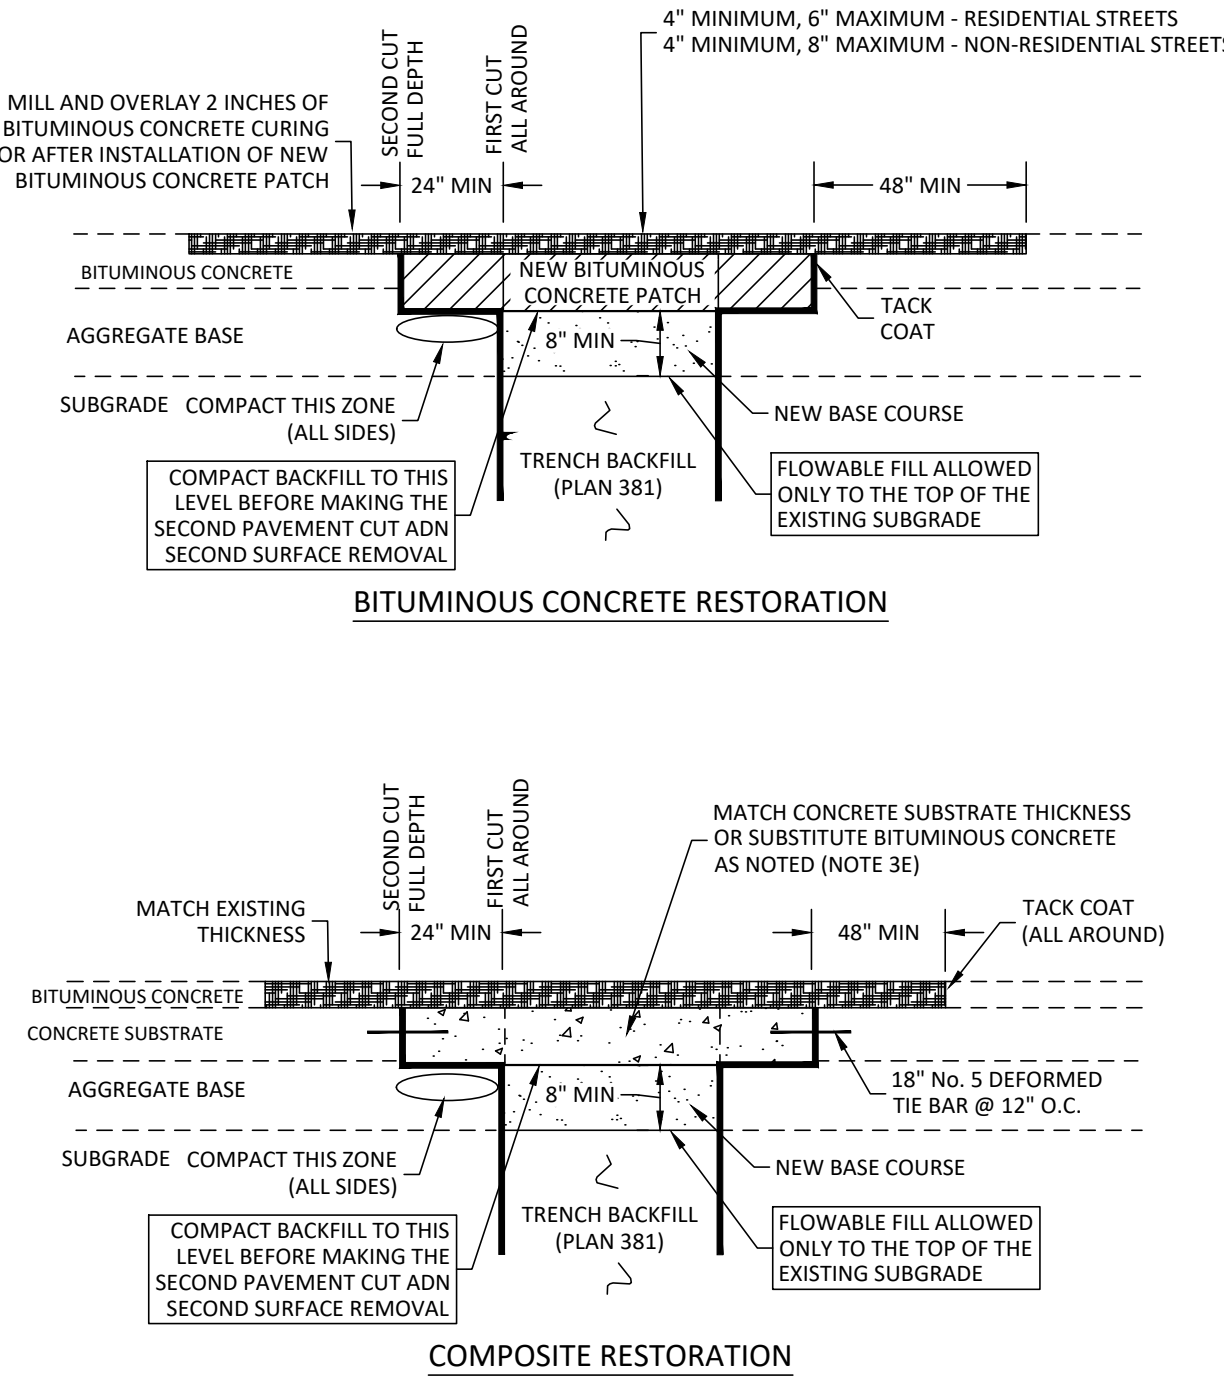 4" MINIMUM, 6" MAXIMUM - RESIDENTIAL STREETS
4" MINIMUM, 8" MAXIMUM - NON-RESIDENTIAL STREETS
SECOND CUT
FULL DEPTH
FIRST CUT
ALL AROUND
MILL AND OVERLAY 2 INCHES OF
BITUMINOUS CONCRETE CURING
OR AFTER INSTALLATION OF NEW
BITUMINOUS CONCRETE PATCH
24" MIN
48" MIN
BITUMINOUS CONCRETE
NEW BITUMINOUS
CONCRETE PATCH
TACK
COAT
AGGREGATE BASE
8" MIN
SUBGRADE
COMPACT THIS ZONE
(ALL SIDES)
NEW BASE COURSE
TRENCH BACKFILL
(PLAN 381)
COMPACT BACKFILL TO THIS
LEVEL BEFORE MAKING THE
SECOND PAVEMENT CUT ADN
SECOND SURFACE REMOVAL
FLOWABLE FILL ALLOWED
ONLY TO THE TOP OF THE
EXISTING SUBGRADE
BITUMINOUS CONCRETE RESTORATION
SECOND CUT
FULL DEPTH
FIRST CUT
ALL AROUND
MATCH CONCRETE SUBSTRATE THICKNESS
OR SUBSTITUTE BITUMINOUS CONCRETE
AS NOTED (NOTE 3E)
MATCH EXISTING
THICKNESS
24" MIN
48" MIN
TACK COAT
(ALL AROUND)
BITUMINOUS CONCRETE
CONCRETE SUBSTRATE
AGGREGATE BASE
8" MIN
18" No. 5 DEFORMED
TIE BAR @ 12" O.C.
SUBGRADE
COMPACT THIS ZONE
(ALL SIDES)
NEW BASE COURSE
TRENCH BACKFILL
(PLAN 381)
COMPACT BACKFILL TO THIS
LEVEL BEFORE MAKING THE
SECOND PAVEMENT CUT ADN
SECOND SURFACE REMOVAL
FLOWABLE FILL ALLOWED
ONLY TO THE TOP OF THE
EXISTING SUBGRADE
COMPOSITE RESTORATION